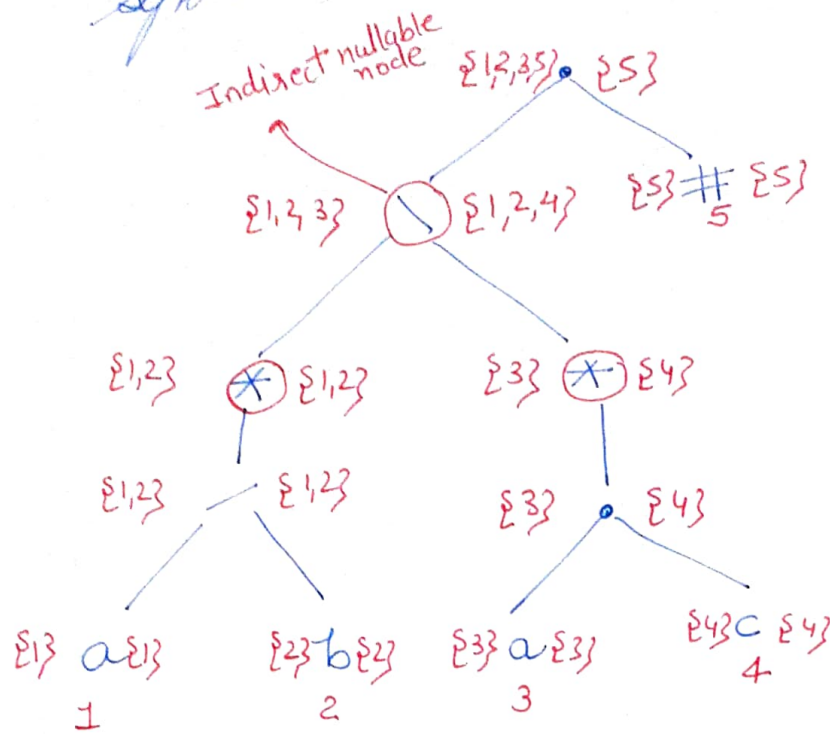 Indirect nullable
node
{1,2,3,5} • {5}
{1,2,3} \ {1,2,4}
{5} # {5}
5
{1,2} * {1,2}
{3} * {4}
{1,2} / {1,2}
{3} • {4}
{1} a {1}
1
{2} b {2}
2
{3} a {3}
3
{4} c {4}
4